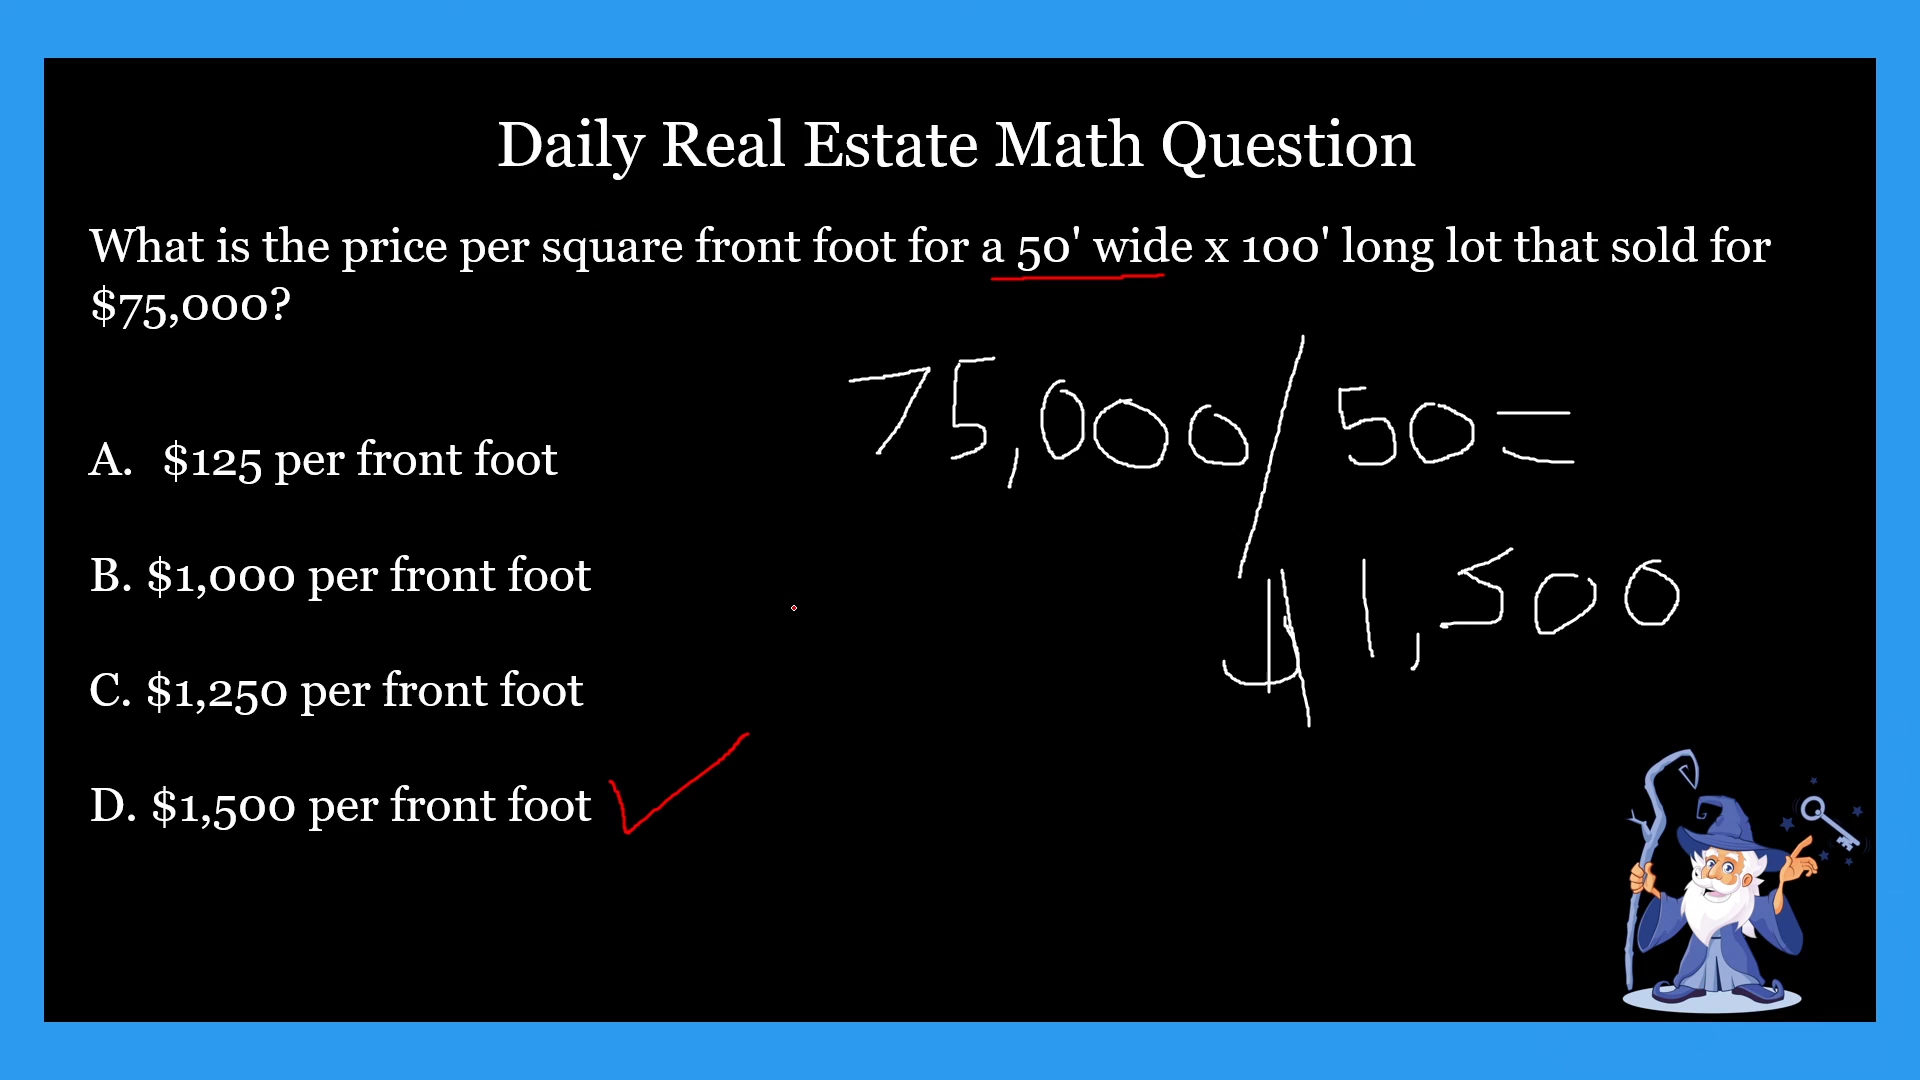 Daily Real Estate Math Question
What is the price per square front foot for a 50' wide x 100' long lot that sold for
$75,000?
75,000/50=
A. $125 per front foot
B. $1,000 per front foot
$1,500
C. $1,250 per front foot
D. $1,500 per front foot